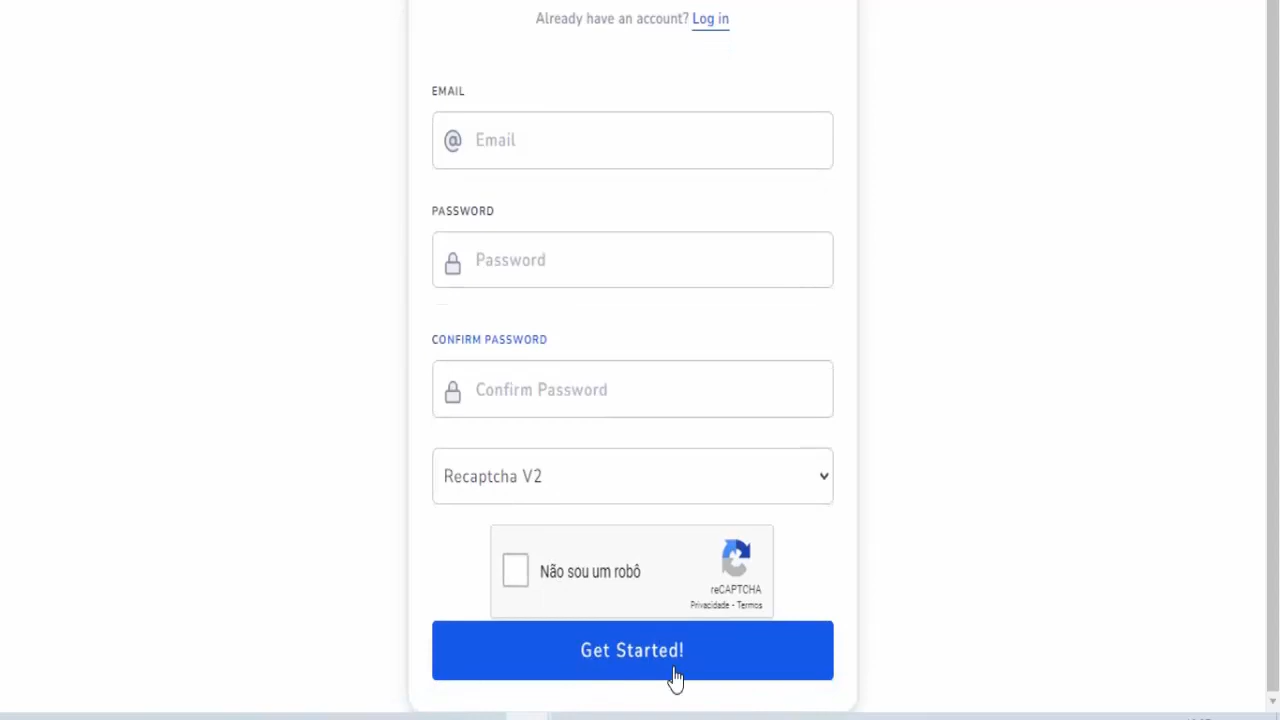 Already have an account? Log in
EMAIL
@ Email
PASSWORD
Password
CONFIRM PASSWORD
Confirm Password
Recaptcha V2
Não sou um robô
reCAPTCHA
Privacidade - Termos
Get Started!